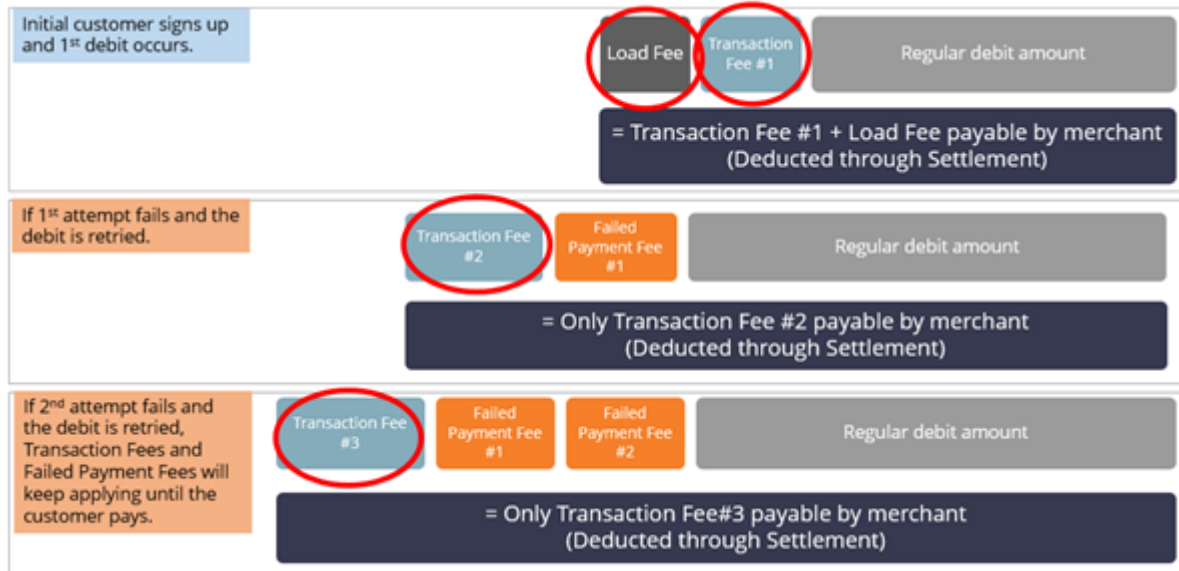 Initial customer signs up
and 1st debit occurs.
Load Fee
Transaction
Fee #1
Regular debit amount
= Transaction Fee #1 + Load Fee payable by merchant
(Deducted through Settlement)
If 1st attempt fails and the
debit is retried.
Transaction Fee
#2
Failed
Payment Fee
#1
Regular debit amount
= Only Transaction Fee #2 payable by merchant
(Deducted through Settlement)
If 2nd attempt fails and
the debit is retried,
Transaction Fees and
Failed Payment Fees will
keep applying until the
customer pays.
Transaction Fee
#3
Failed
Payment Fee
#1
Failed
Payment Fee
#2
Regular debit amount
= Only Transaction Fee#3 payable by merchant
(Deducted through Settlement)